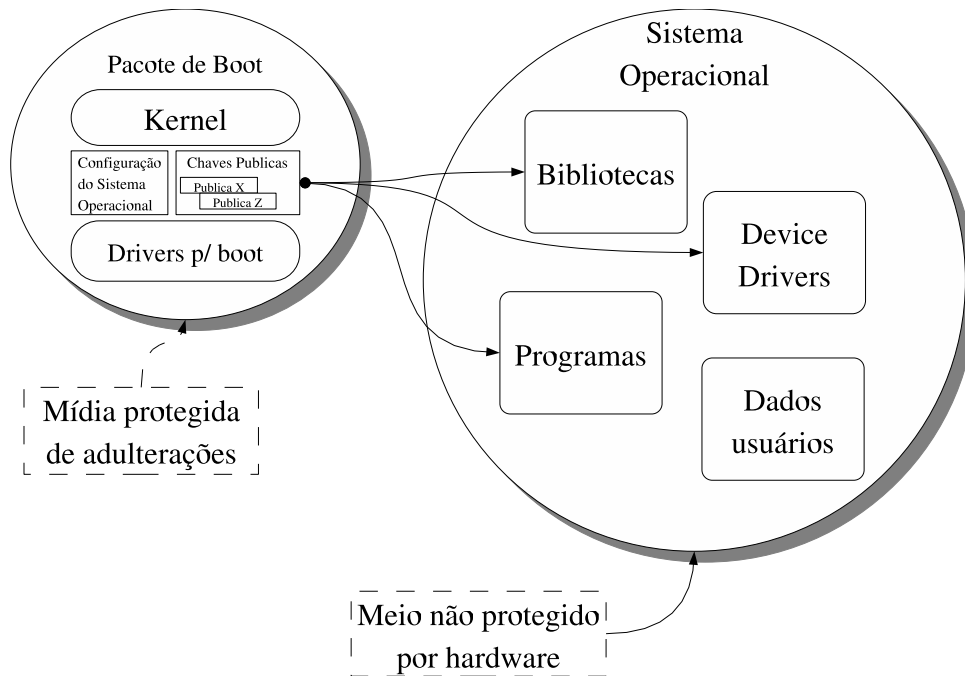 Pacote de Boot
Kernel
Configuração
do Sistema
Operacional
Chaves Publicas
Publica X
Publica Z
Drivers p/ boot
Mídia protegida
de adulterações
Sistema
Operacional
Bibliotecas
Device
Drivers
Programas
Dados
usuários
Meio não protegido
por hardware